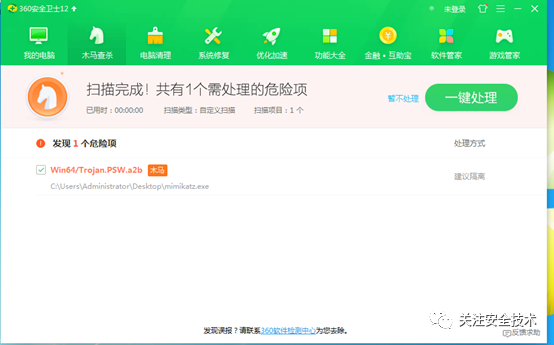 360安全卫士12
未登录
我的电脑 木马查杀 电脑清理 系统修复 优化加速 功能大全 金融·互助宝 软件管家 游戏管家
扫描完成！共有1个需处理的危险项
已用时：00:00:00 扫描类型：自定义扫描 扫描项目：1 个
暂不处理 一键处理
发现 1 个危险项 处理方式
Win64/Trojan.PSW.a2b 木马
C:\Users\Administrator\Desktop\mimikatz.exe
建议隔离
关注安全技术
发现误报？请联系360软件检测中心为您去除。
反馈求助